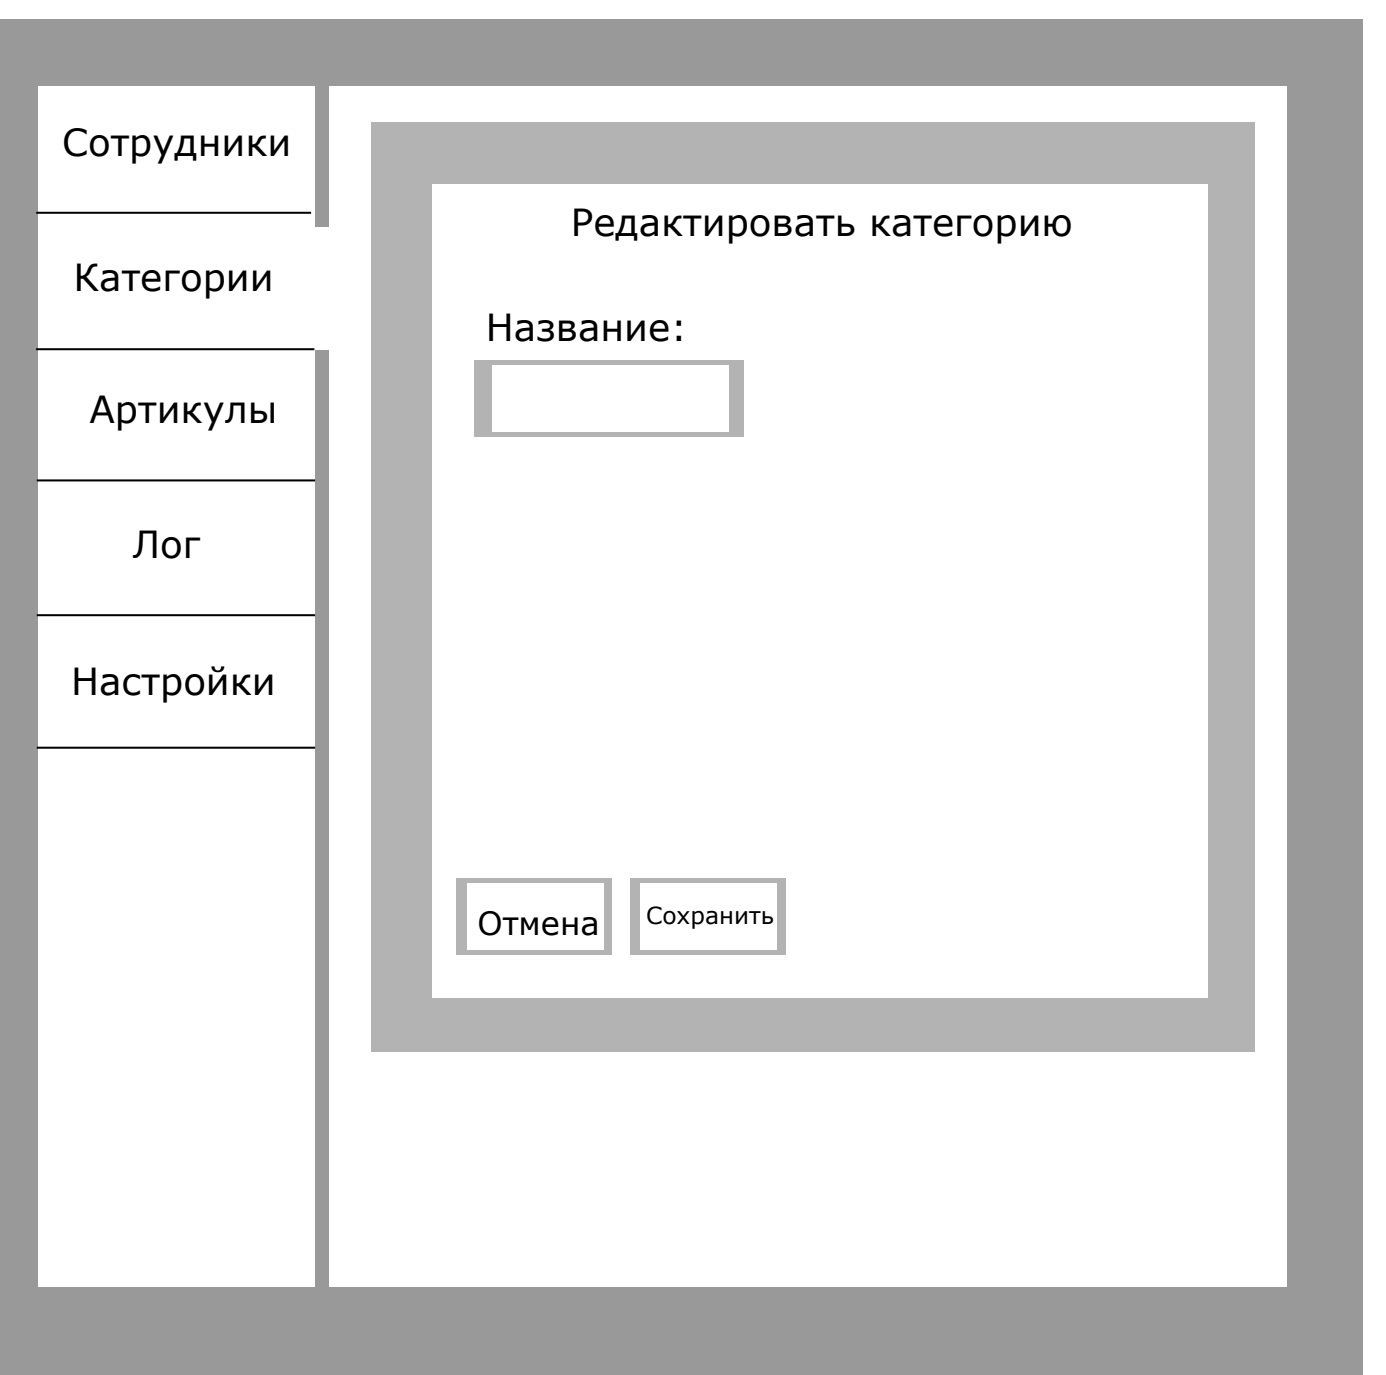 Сотрудники
Категории
Артикулы
Лог
Настройки
Редактировать категорию
Название:
Отмена
Сохранить